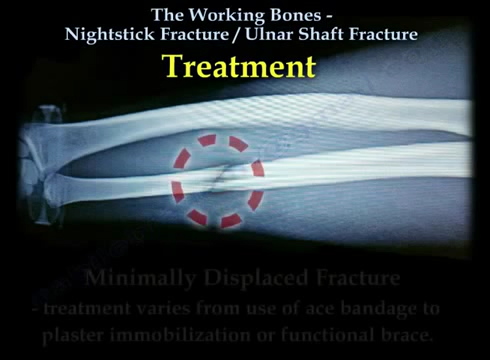 The Working Bones -
Nightstick Fracture / Ulnar Shaft Fracture
Treatment
Minimally Displaced Fracture
- treatment varies from use of ace bandage to
plaster immobilization or functional brace.